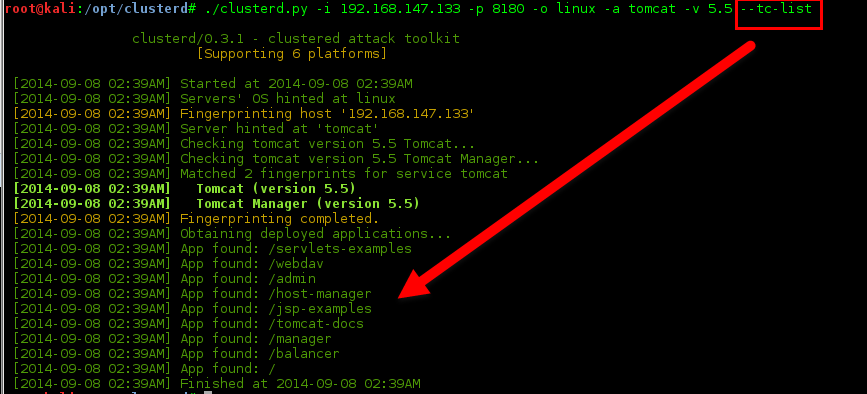 root@kali:/opt/clusterd# ./clusterd.py -i 192.168.147.133 -p 8180 -o linux -a tomcat -v 5.5 --tc-list
clusterd/0.3.1 - clustered attack toolkit
[Supporting 6 platforms]
[2014-09-08 02:39AM] Started at 2014-09-08 02:39AM
[2014-09-08 02:39AM] Servers' OS hinted at linux
[2014-09-08 02:39AM] Fingerprinting host '192.168.147.133'
[2014-09-08 02:39AM] Server hinted at 'tomcat'
[2014-09-08 02:39AM] Checking tomcat version 5.5 Tomcat...
[2014-09-08 02:39AM] Checking tomcat version 5.5 Tomcat Manager...
[2014-09-08 02:39AM] Matched 2 fingerprints for service tomcat
[2014-09-08 02:39AM] Tomcat (version 5.5)
[2014-09-08 02:39AM] Tomcat Manager (version 5.5)
[2014-09-08 02:39AM] Fingerprinting completed.
[2014-09-08 02:39AM] Obtaining deployed applications...
[2014-09-08 02:39AM] App found: /servlets-examples
[2014-09-08 02:39AM] App found: /webdav
[2014-09-08 02:39AM] App found: /admin
[2014-09-08 02:39AM] App found: /host-manager
[2014-09-08 02:39AM] App found: /jsp-examples
[2014-09-08 02:39AM] App found: /tomcat-docs
[2014-09-08 02:39AM] App found: /manager
[2014-09-08 02:39AM] App found: /balancer
[2014-09-08 02:39AM] App found: /
[2014-09-08 02:39AM] Finished at 2014-09-08 02:39AM